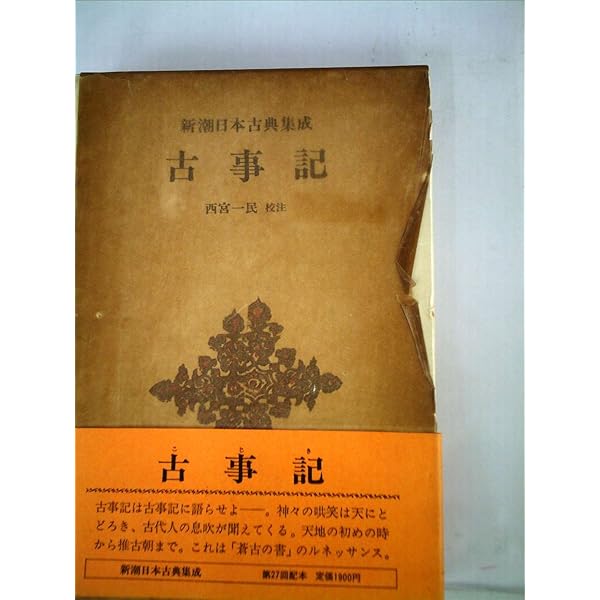 新潮日本古典集成
古事記
西宮一民 校注
こ じ き
古事記
古事記は古事記に語らせよ――。神々の哄笑は天にと
どろき、古代人の息吹が聞えてくる。天地の初めの時
から推古朝まで。これは「蒼古の書」のルネッサンス。
新潮日本古典集成 第27回配本 定価1900円